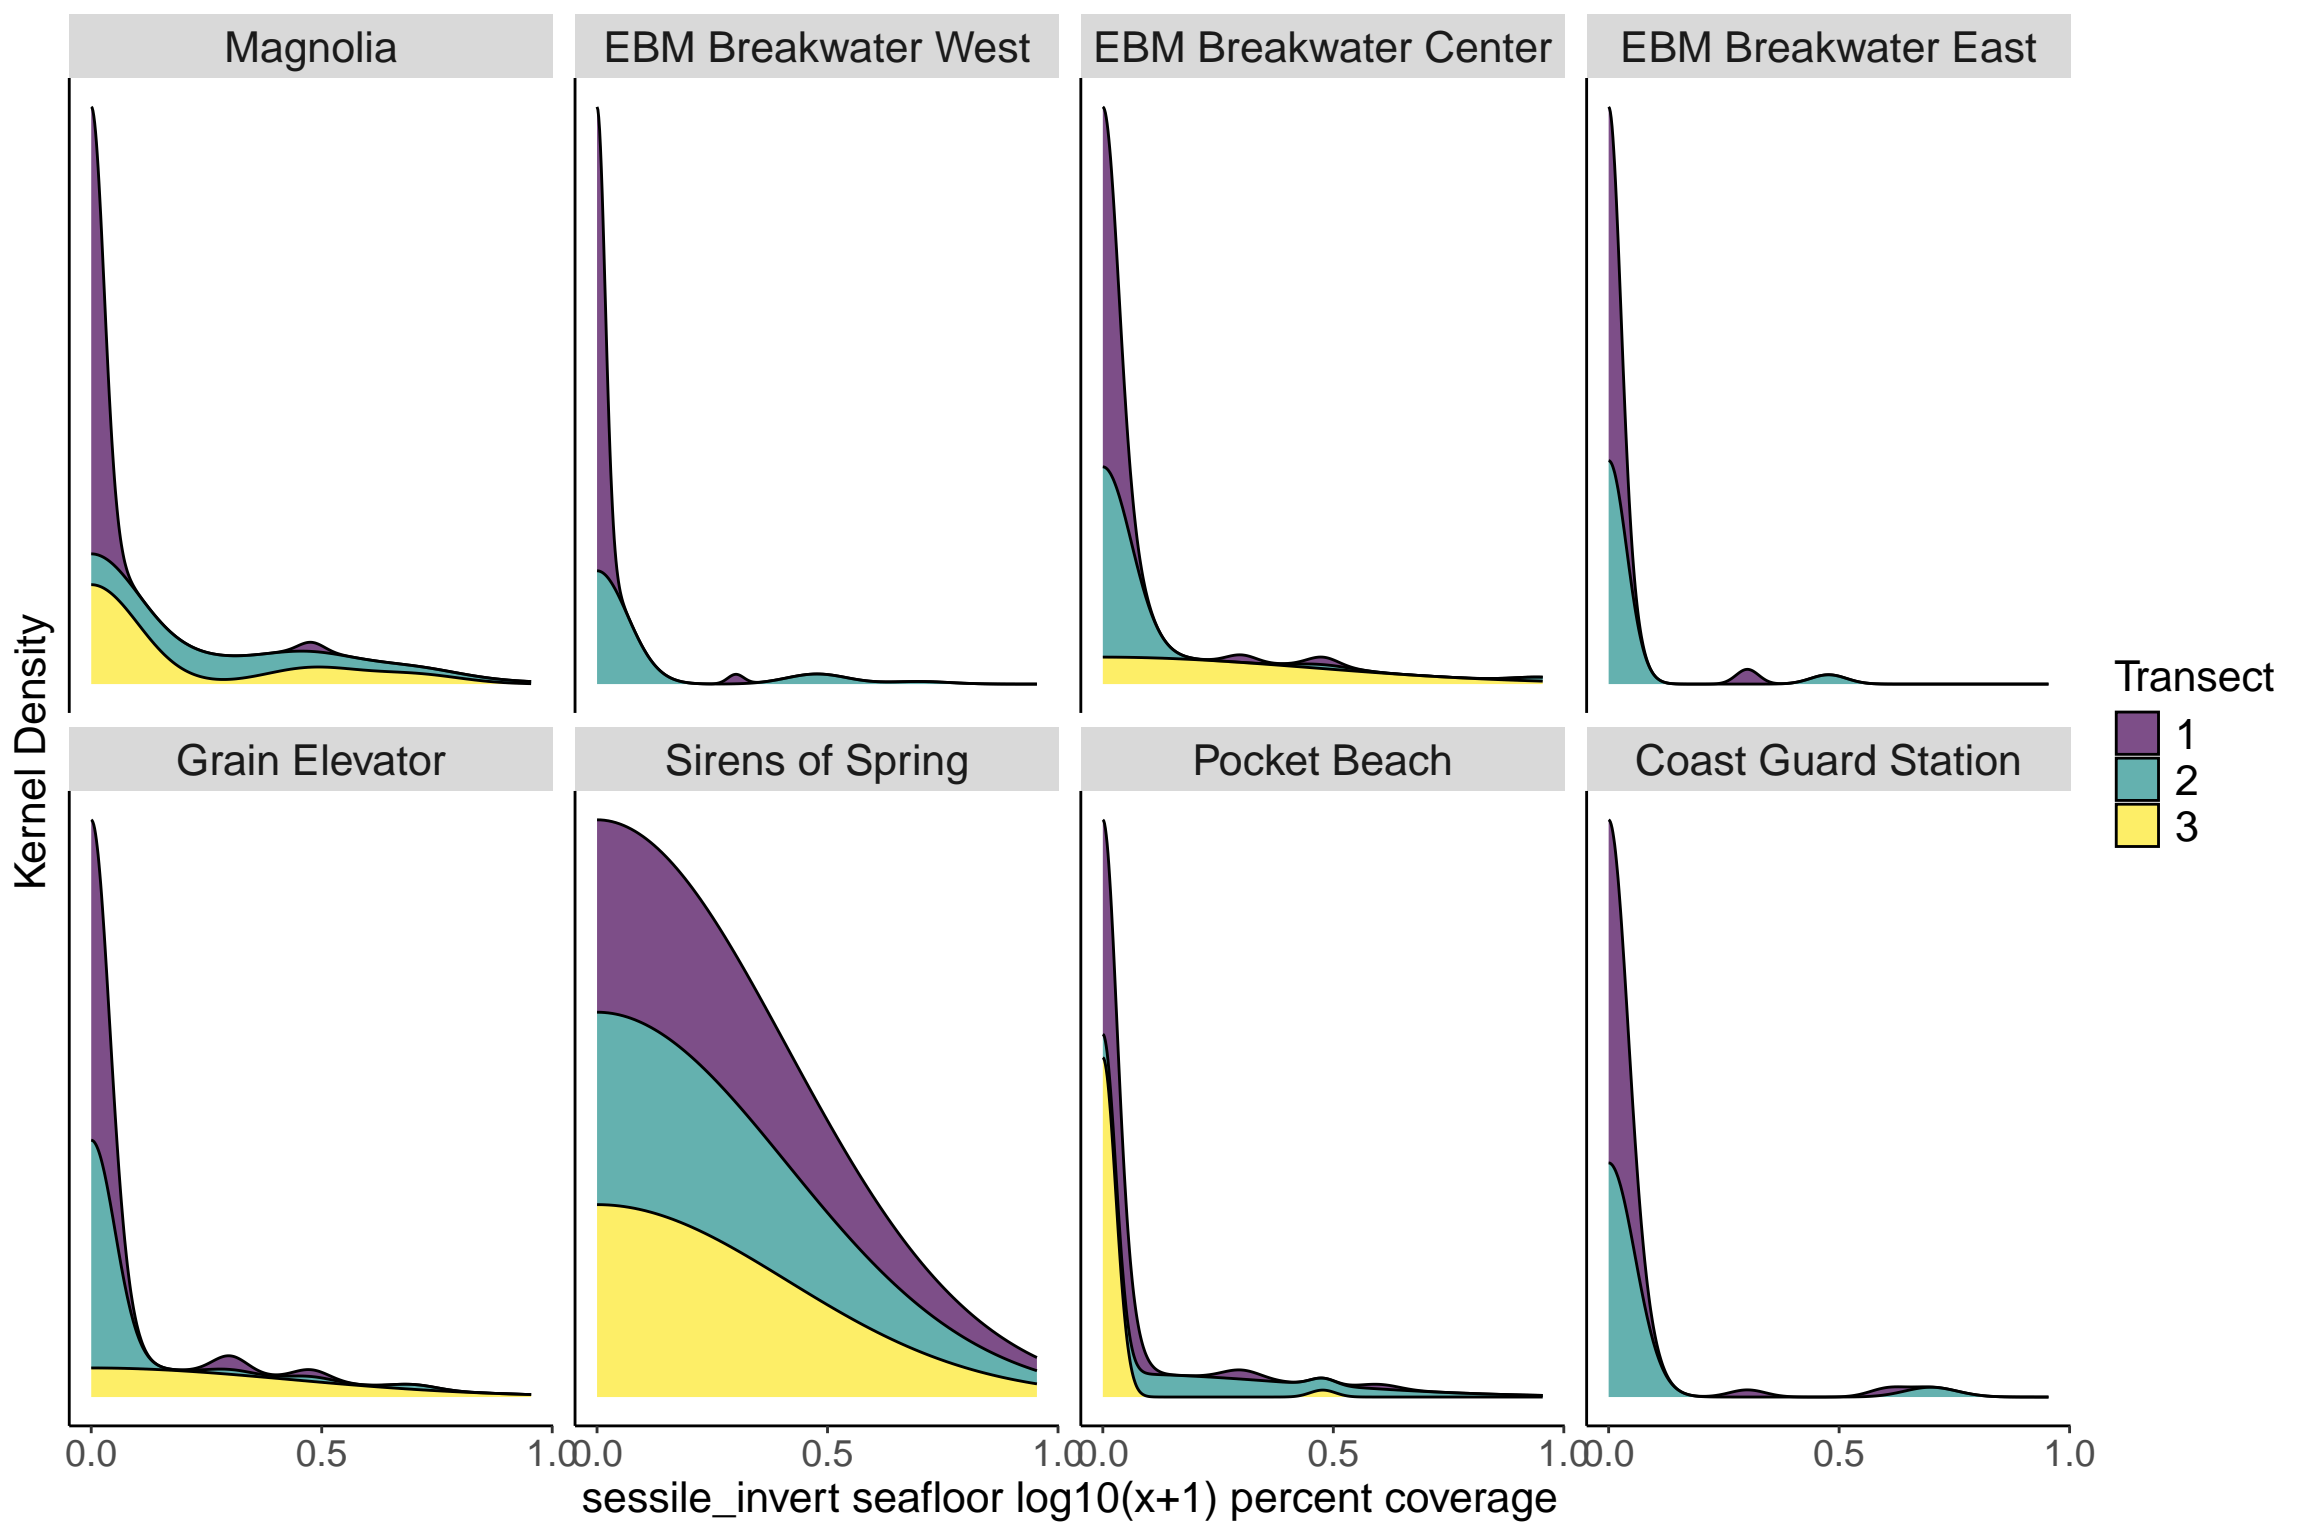 Magnolia
EBM Breakwater West
EBM Breakwater Center
EBM Breakwater East
Kernel Density
Grain Elevator
Sirens of Spring
Pocket Beach
Coast Guard Station
Transect
1
2
3
0.0 0.5 1.0
0.0 0.5 1.0
0.0 0.5 1.0
0.0 0.5 1.0
sessile_invert seafloor log10(x+1) percent coverage